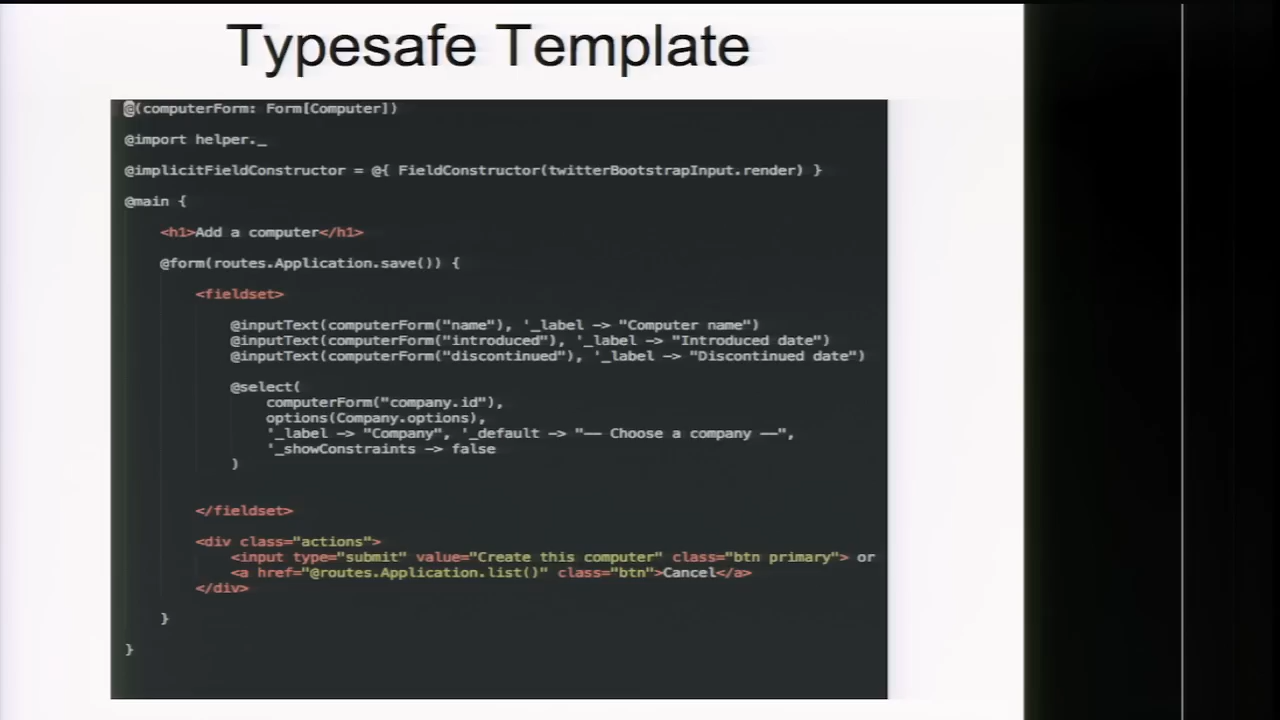 Typesafe Template
@(computerForm: Form[Computer])
@import helper._
@implicitFieldConstructor = @{ FieldConstructor(twitterBootstrapInput.render) }
@main {
<h1>Add a computer</h1>
@form(routes.Application.save()) {
<fieldset>
@inputText(computerForm("name"), '_label -> "Computer name")
@inputText(computerForm("introduced"), '_label -> "Introduced date")
@inputText(computerForm("discontinued"), '_label -> "Discontinued date")
@select(
computerForm("company.id"),
options(Company.options),
'_label -> "Company", '_default -> "-- Choose a company --",
'_showConstraints -> false
)
</fieldset>
<div class="actions">
<input type="submit" value="Create this computer" class="btn primary"> or
<a href="@routes.Application.list()" class="btn">Cancel</a>
</div>
}
}